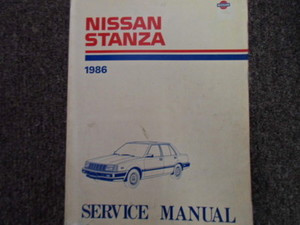 NISSAN
STANZA
1986
SERVICE MANUAL